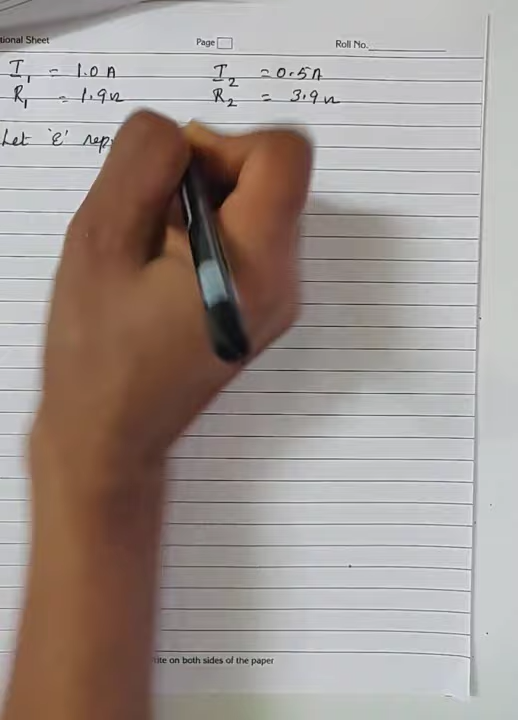 tional Sheet Page Roll No.
I₁ = 1.0 A I₂ = 0.5A
R₁ = 1.9Ω R₂ = 3.9Ω
Let 'ε' rep
ite on both sides of the paper